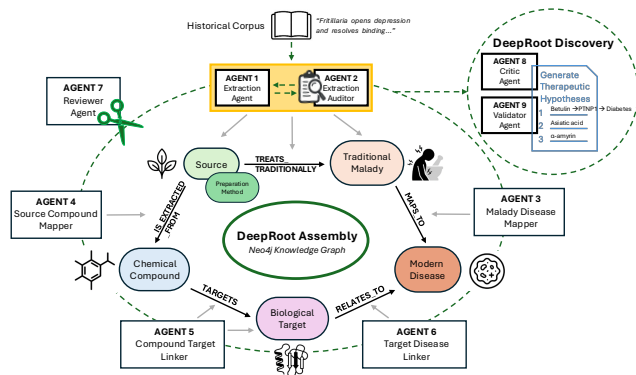 Historical Corpus
“Fritillaria opens depression
and resolves binding...”
DeepRoot Discovery
AGENT 8
Critic
Agent
AGENT 9
Validator
Agent
Generate
Therapeutic
Hypotheses
1 Betulin → PTNP1 → Diabetes
2 Asiatic acid
3 α-amyrin
AGENT 7
Reviewer
Agent
AGENT 1
Extraction
Agent
AGENT 2
Extraction
Auditor
Source
Preparation
Method
TREATS_
TRADITIONALLY
Traditional
Malady
AGENT 4
Source Compound
Mapper
IS_EXTRACTED
_FROM
MAPS_TO
AGENT 3
Malady Disease
Mapper
DeepRoot Assembly
Neo4j Knowledge Graph
Chemical
Compound
Modern
Disease
TARGETS
Biological
Target
RELATES_TO
AGENT 5
Compound Target
Linker
AGENT 6
Target Disease
Linker